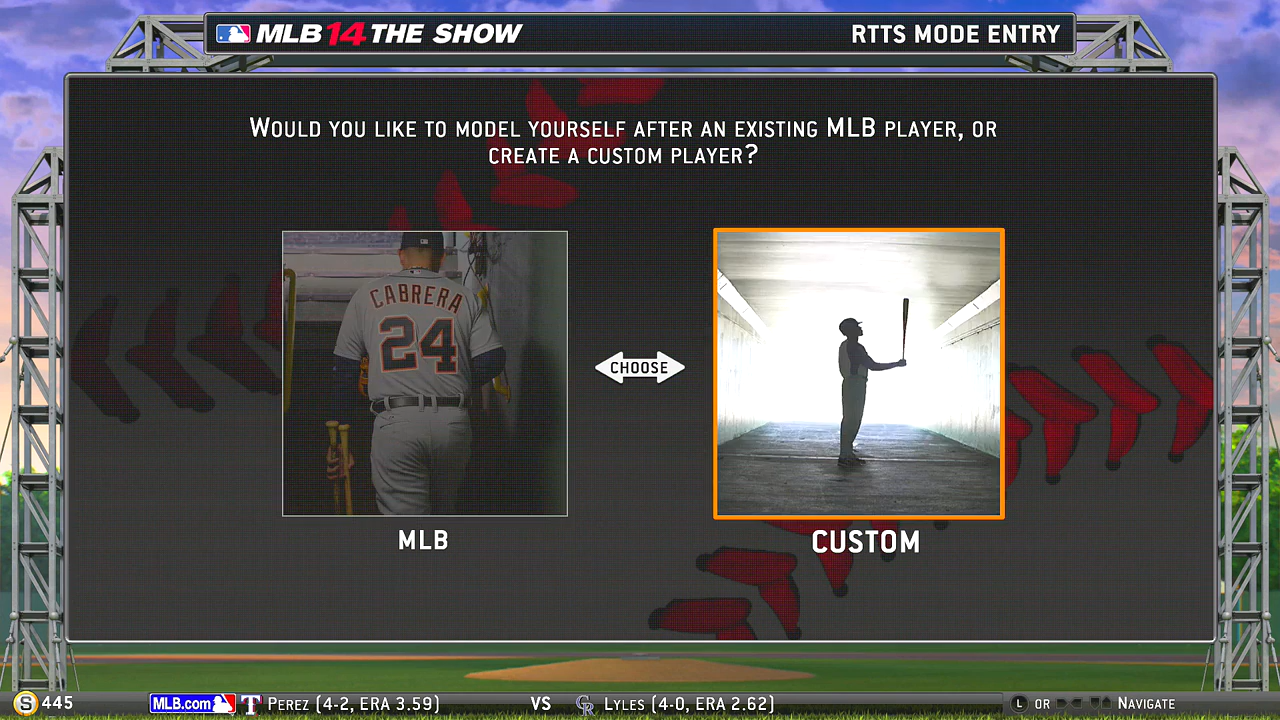 MLB 14 THE SHOW
RTTS MODE ENTRY
WOULD YOU LIKE TO MODEL YOURSELF AFTER AN EXISTING MLB PLAYER, OR
CREATE A CUSTOM PLAYER?
CABRERA
24
CHOOSE
MLB
CUSTOM
S 445
MLB.com T PEREZ (4-2, ERA 3.59) VS CR LYLES (4-0, ERA 2.62)
L OR NAVIGATE